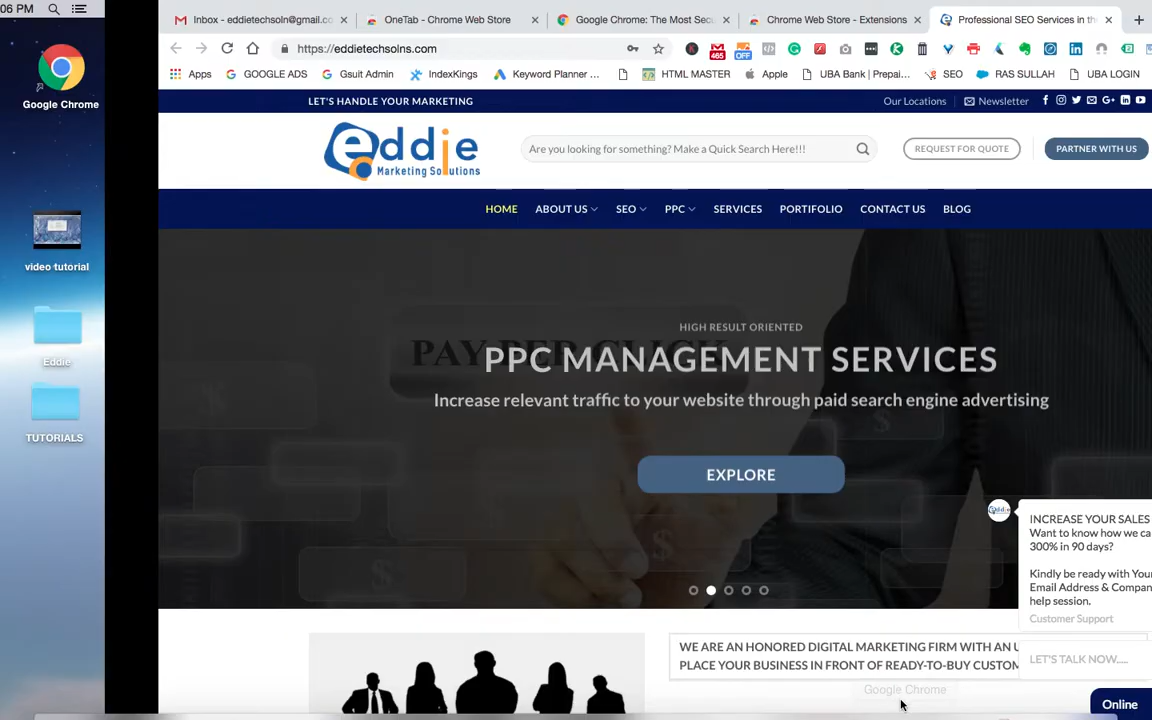 06 PM
Google Chrome
video tutorial
Eddie
TUTORIALS
Inbox - eddietechsoln@gmail.co
OneTab - Chrome Web Store
Google Chrome: The Most Secu
Chrome Web Store - Extensions
Professional SEO Services in th
https://eddietechsolns.com
465
OFF
Apps
GOOGLE ADS
Gsuit Admin
IndexKings
Keyword Planner ...
HTML MASTER
Apple
UBA Bank | Prepai...
SEO
RAS SULLAH
UBA LOGIN
LET'S HANDLE YOUR MARKETING
Our Locations
Newsletter
eddie
Marketing Solutions
Are you looking for something? Make a Quick Search Here!!!
REQUEST FOR QUOTE
PARTNER WITH US
HOME
ABOUT US
SEO
PPC
SERVICES
PORTIFOLIO
CONTACT US
BLOG
HIGH RESULT ORIENTED
PAY PER CLICK
PPC MANAGEMENT SERVICES
Increase relevant traffic to your website through paid search engine advertising
EXPLORE
INCREASE YOUR SALES
Want to know how we ca
300% in 90 days?
Kindly be ready with Your
Email Address & Compan
help session.
Customer Support
LET'S TALK NOW.....
WE ARE AN HONORED DIGITAL MARKETING FIRM WITH AN U
PLACE YOUR BUSINESS IN FRONT OF READY-TO-BUY CUSTOM
Google Chrome
Online